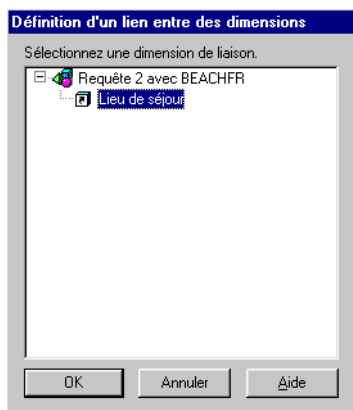 Définition d'un lien entre des dimensions
Sélectionnez une dimension de liaison.
Requête 2 avec BEACHFR
Lieu de séjour
OK Annuler Aide